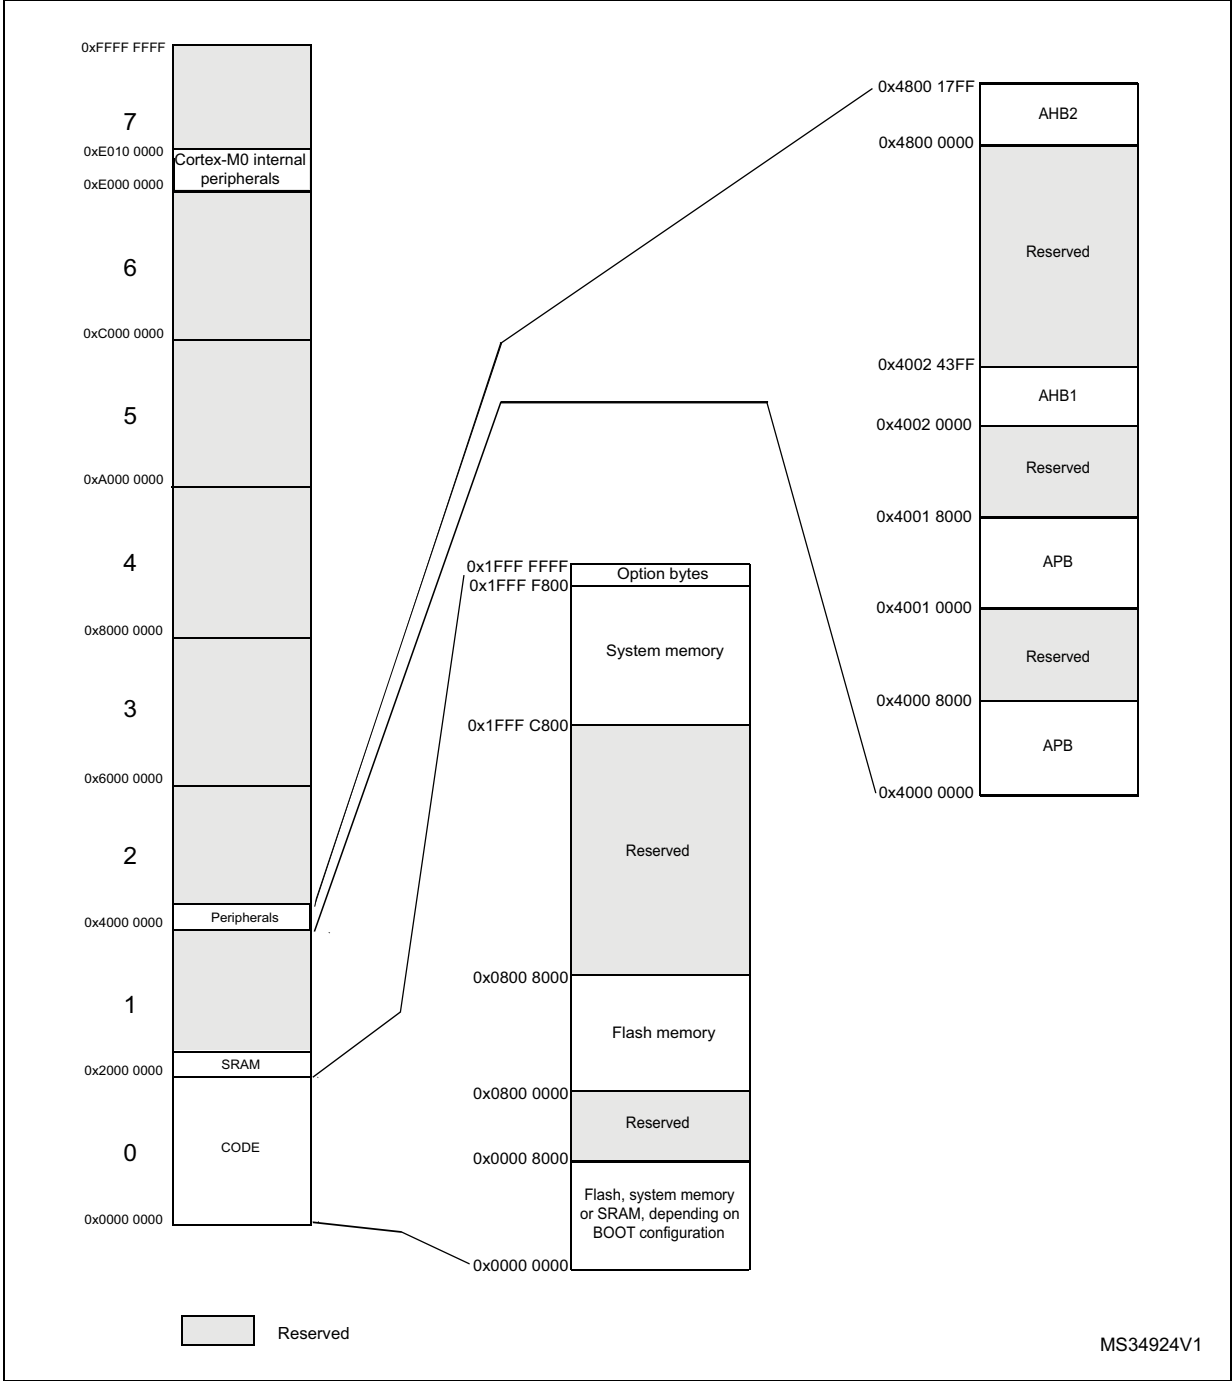 0xFFFF FFFF
7
0xE010 0000
Cortex-M0 internal
peripherals
0xE000 0000
6
0xC000 0000
5
0xA000 0000
4
0x8000 0000
3
0x6000 0000
2
Peripherals
0x4000 0000
1
SRAM
0x2000 0000
0
CODE
0x0000 0000
0x1FFF FFFF
Option bytes
0x1FFF F800
System memory
0x1FFF C800
Reserved
0x0800 8000
Flash memory
0x0800 0000
Reserved
0x0000 8000
Flash, system memory
or SRAM, depending on
BOOT configuration
0x0000 0000
0x4800 17FF
AHB2
0x4800 0000
Reserved
0x4002 43FF
AHB1
0x4002 0000
Reserved
0x4001 8000
APB
0x4001 0000
Reserved
0x4000 8000
APB
0x4000 0000
Reserved
MS34924V1